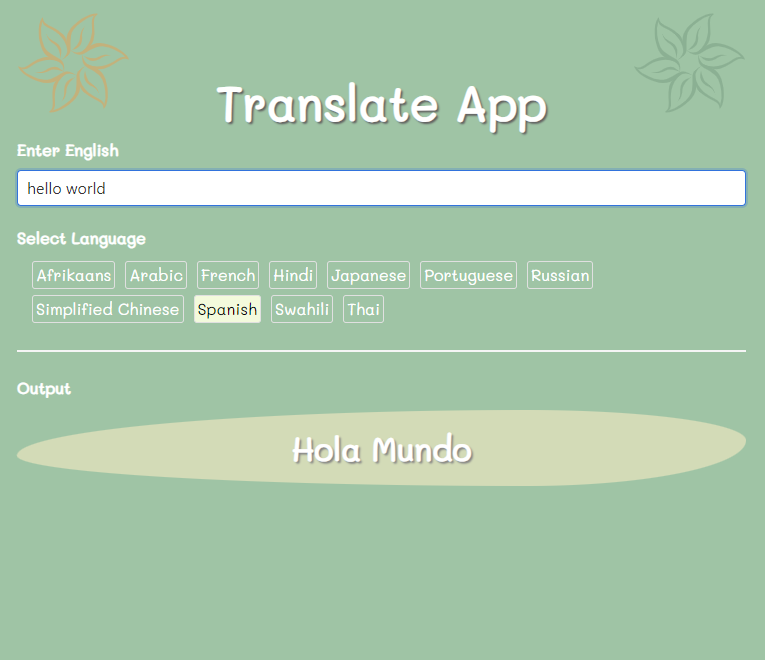 Translate App
Enter English
hello world
Select Language
Afrikaans Arabic French Hindi Japanese Portuguese Russian
Simplified Chinese Spanish Swahili Thai
Output
Hola Mundo